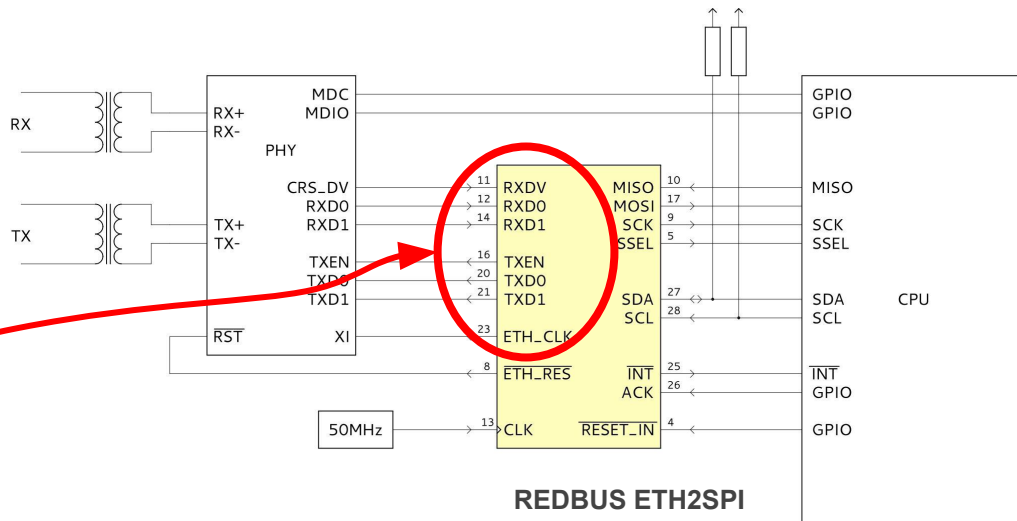 MDC
MDIO
GPIO
GPIO
RX
RX+
RX-
PHY
CRS_DV
RXD0
RXD1
11
12
14
RXDV
RXD0
RXD1
MISO
MOSI
SCK
SSEL
10
17
9
5
MISO
SCK
SSEL
TX
TX+
TX-
TXEN
TXD0
TXD1
16
20
21
TXEN
TXD0
TXD1
SDA
SCL
27
28
SDA
SCL
CPU
RST
XI
23
ETH_CLK
8
ETH_RES
INT
ACK
25
26
INT
GPIO
50MHz
13
CLK
RESET_IN
4
GPIO
REDBUS ETH2SPI